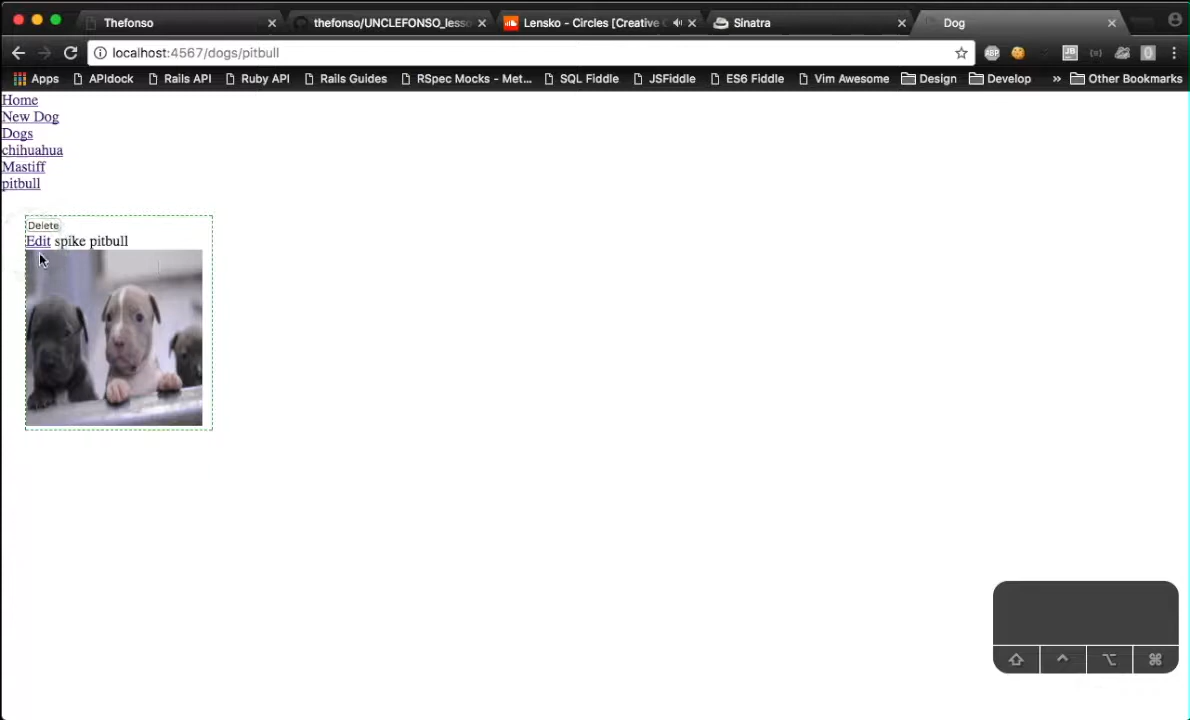 Thefonso
thefonso/UNCLEFONSO_lesso
Lensko - Circles [Creative C
Sinatra
Dog
localhost:4567/dogs/pitbull
ABP
JB
Apps
APIdock
Rails API
Ruby API
Rails Guides
RSpec Mocks - Met...
SQL Fiddle
JSFiddle
ES6 Fiddle
Vim Awesome
Design
Develop
»
Other Bookmarks
Home
New Dog
Dogs
chihuahua
Mastiff
pitbull
Delete
Edit spike pitbull